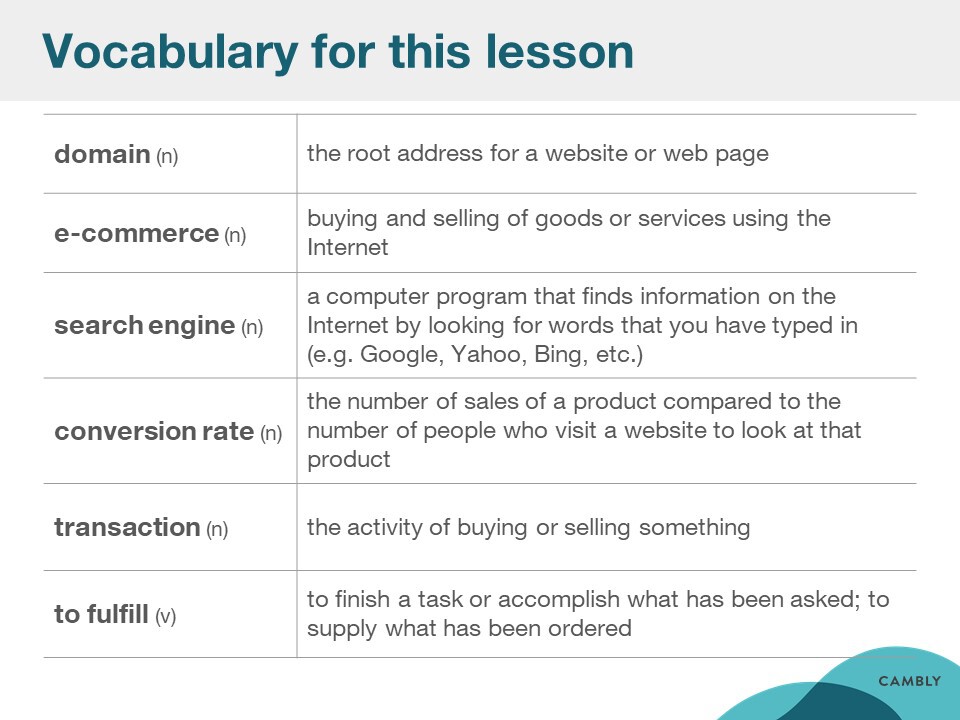 Vocabulary for this lesson
domain (n)
the root address for a website or web page
e-commerce (n)
buying and selling of goods or services using the
Internet
search engine (n)
a computer program that finds information on the
Internet by looking for words that you have typed in
(e.g. Google, Yahoo, Bing, etc.)
conversion rate (n)
the number of sales of a product compared to the
number of people who visit a website to look at that
product
transaction (n)
the activity of buying or selling something
to fulfill (v)
to finish a task or accomplish what has been asked; to
supply what has been ordered
CAMBLY